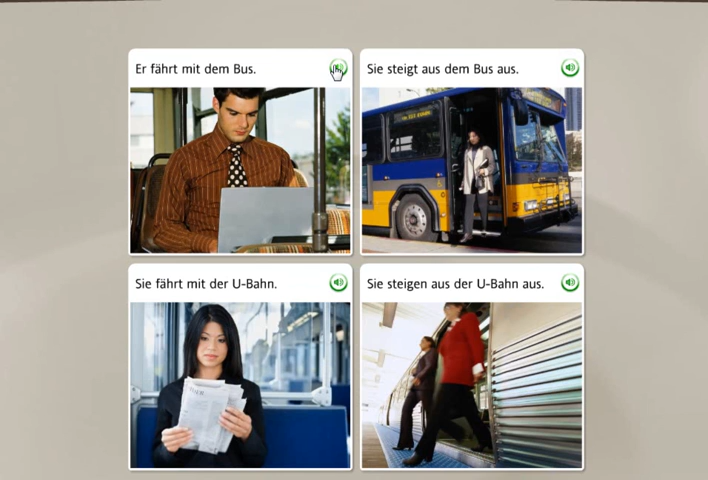 Er fährt mit dem Bus.
Sie steigt aus dem Bus aus.
Sie fährt mit der U-Bahn.
Sie steigen aus der U-Bahn aus.